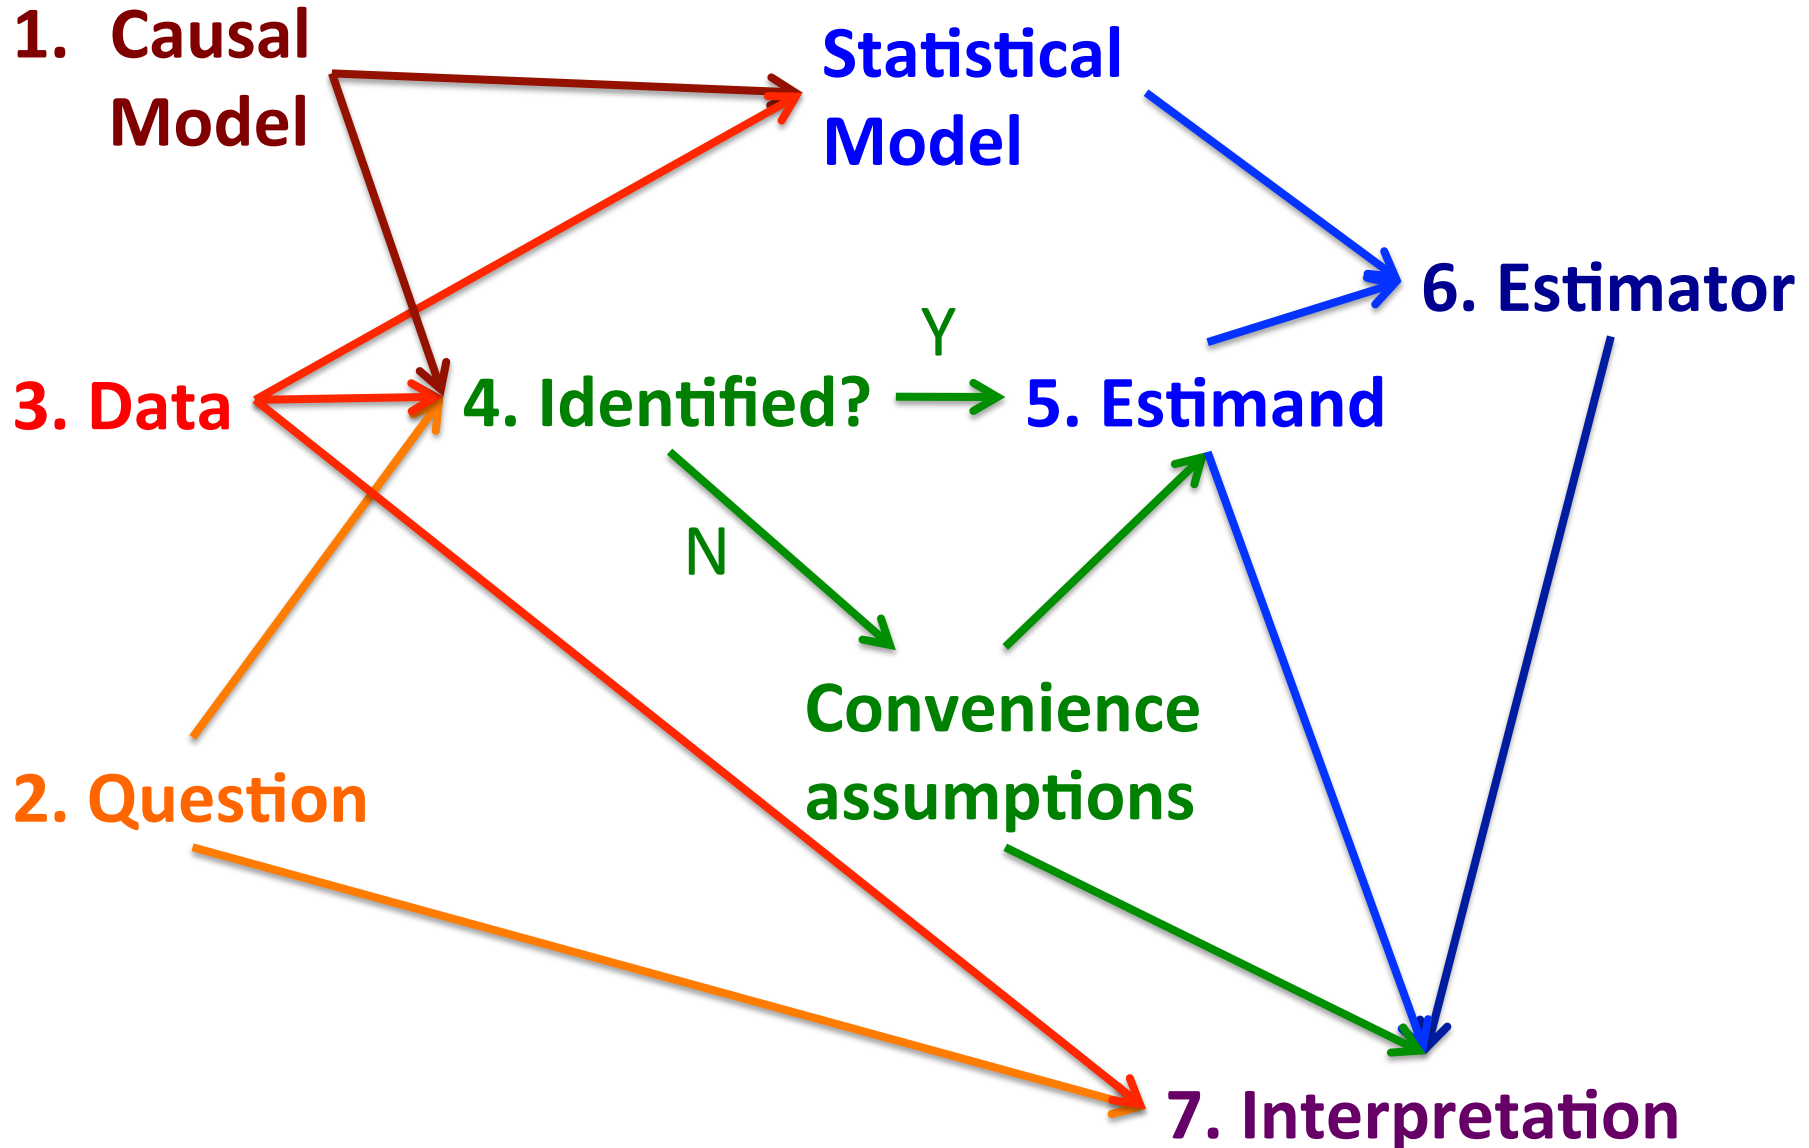 1. Causal
Model
Statistical
Model
6. Estimator
Y
3. Data
4. Identified?
5. Estimand
N
Convenience
assumptions
2. Question
7. Interpretation